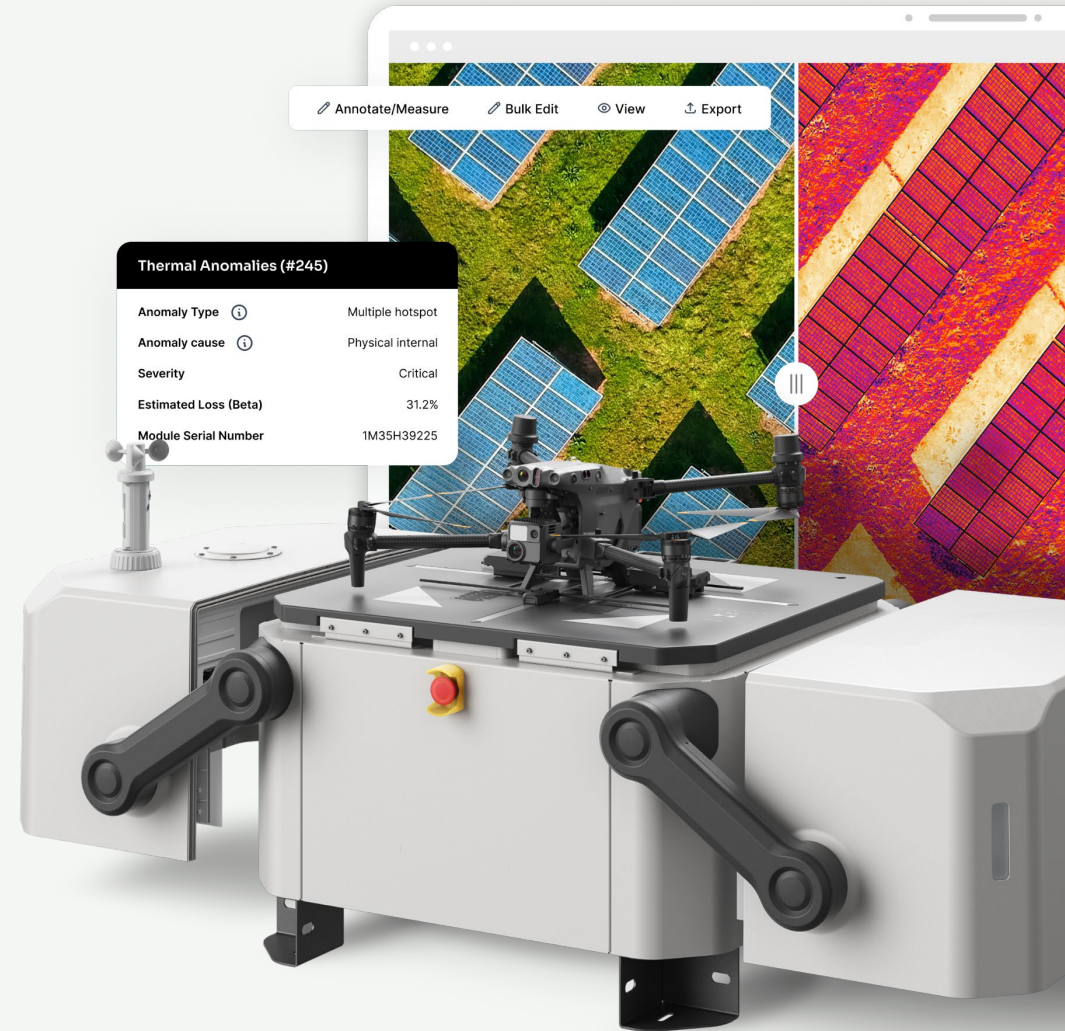 Annotate/Measure Bulk Edit View Export
Thermal Anomalies (#245)
Anomaly Type Multiple hotspot
Anomaly cause Physical internal
Severity Critical
Estimated Loss (Beta) 31.2%
Module Serial Number 1M35H39225